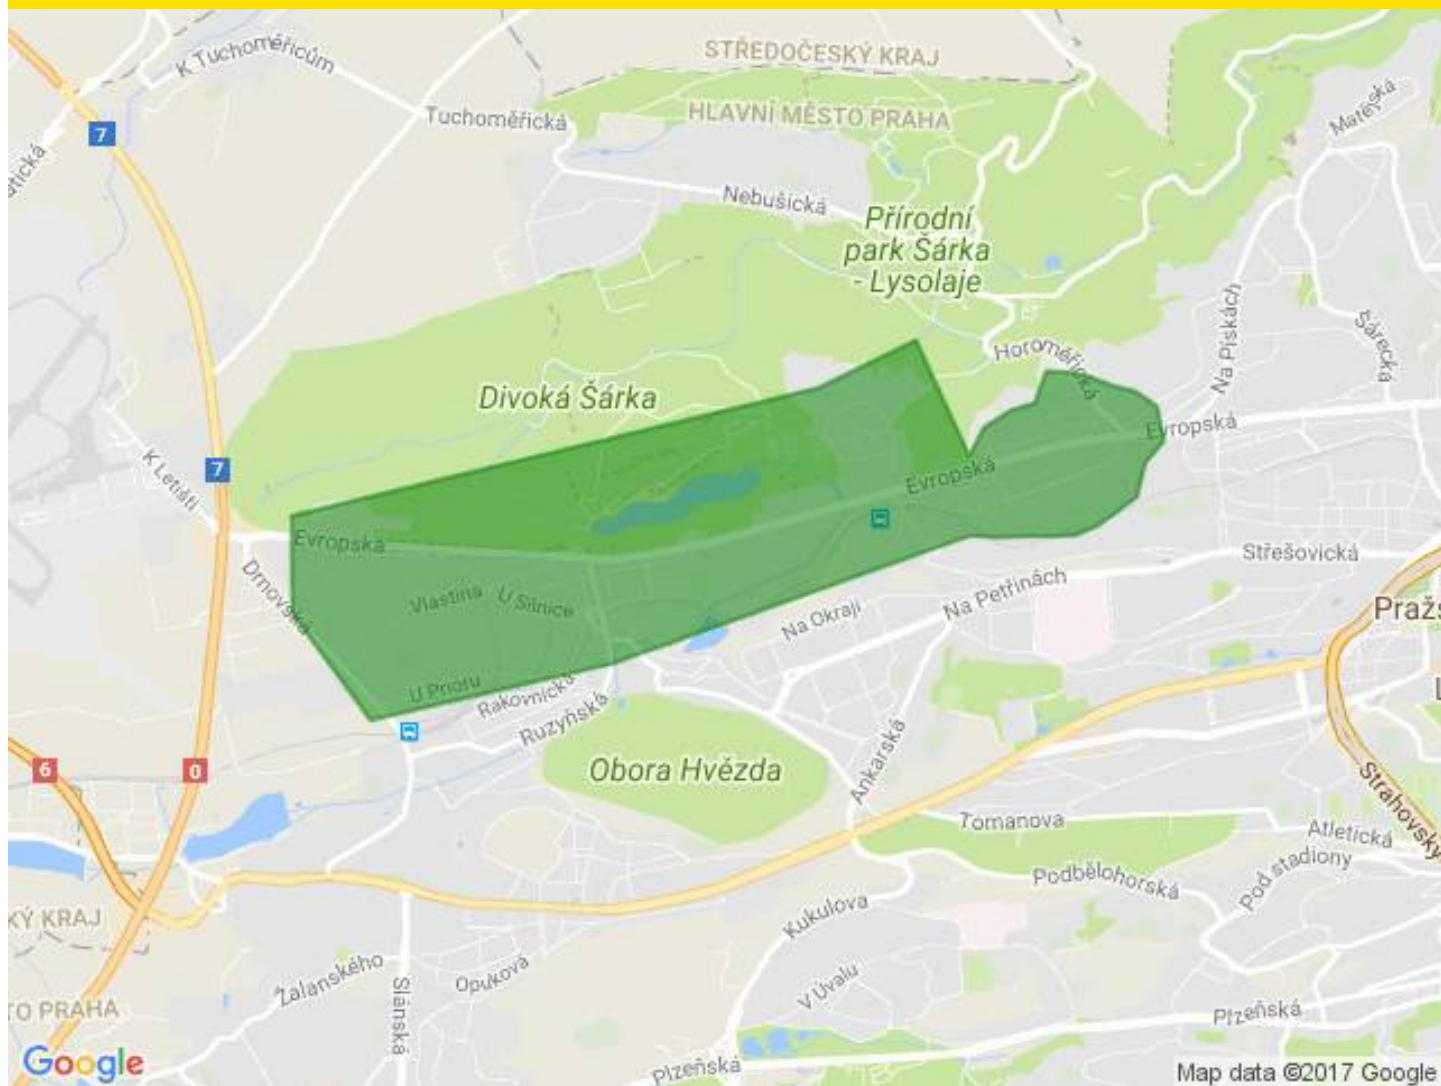 STŘEDOČESKÝ KRAJ
K Tuchoměřicům
HLAVNÍ MĚSTO PRAHA
Tuchoměřická
Matějská
7
Nebušická
Přírodní
park Šárka
- Lysolaje
Na Pískách
Šárecká
Horoměřická
Divoká Šárka
Evropská
K Letišti
7
Evropská
Evropská
Střešovická
Drnovská
Vlastina
U Silnice
Na Petřinách
Na Okraji
Praž
U Prioru
Rakovnická
Ruzyňská
Ankarská
Obora Hvězda
6
0
Strahovský
Tomanova
Atletická
Pod stadiony
Podbělohorská
KÝ KRAJ
Kukulova
Žalanského
Opuková
V Úvalu
Slánská
TO PRAHA
Plzeňská
Plzeňská
Google
Map data ©2017 Google